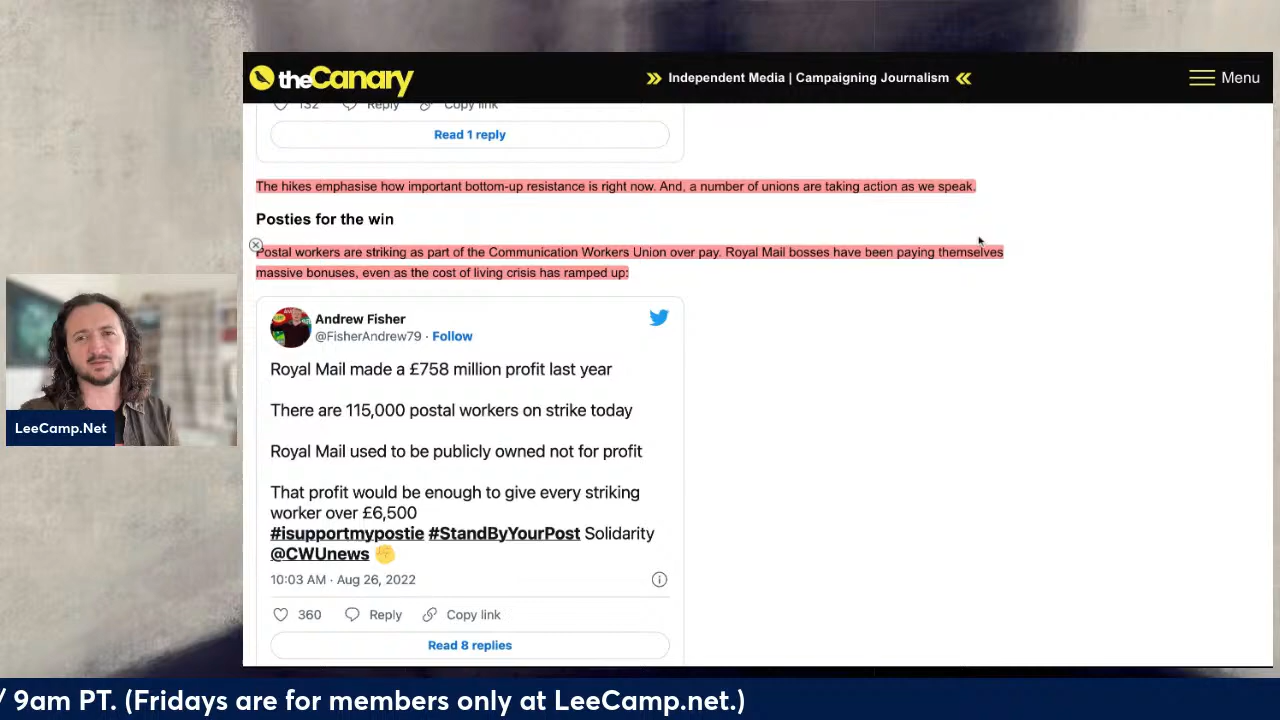 theCanary
Independent Media | Campaigning Journalism
Menu
132 Reply Copy link
Read 1 reply
The hikes emphasise how important bottom-up resistance is right now. And, a number of unions are taking action as we speak.
Posties for the win
Postal workers are striking as part of the Communication Workers Union over pay. Royal Mail bosses have been paying themselves
massive bonuses, even as the cost of living crisis has ramped up:
Andrew Fisher
@FisherAndrew79 · Follow
Royal Mail made a £758 million profit last year
There are 115,000 postal workers on strike today
Royal Mail used to be publicly owned not for profit
That profit would be enough to give every striking
worker over £6,500
#isupportmypostie #StandByYourPost Solidarity
@CWUnews ✊
10:03 AM · Aug 26, 2022
360 Reply Copy link
Read 8 replies
LeeCamp.Net
/ 9am PT. (Fridays are for members only at LeeCamp.net.)